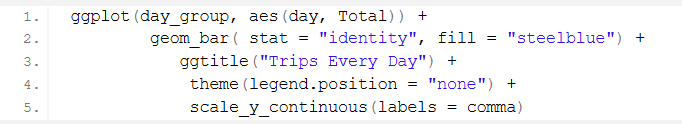 1. ggplot(day_group, aes(day, Total)) +
2. geom_bar( stat = "identity", fill = "steelblue") +
3. ggtitle("Trips Every Day") +
4. theme(legend.position = "none") +
5. scale_y_continuous(labels = comma)